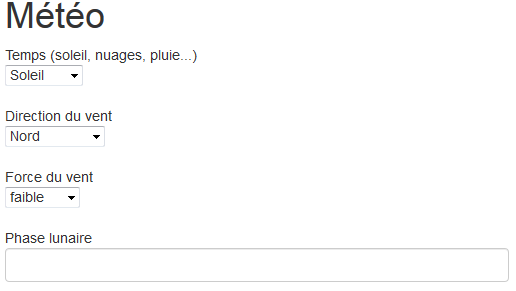 Météo
Temps (soleil, nuages, pluie...)
Soleil
Direction du vent
Nord
Force du vent
faible
Phase lunaire